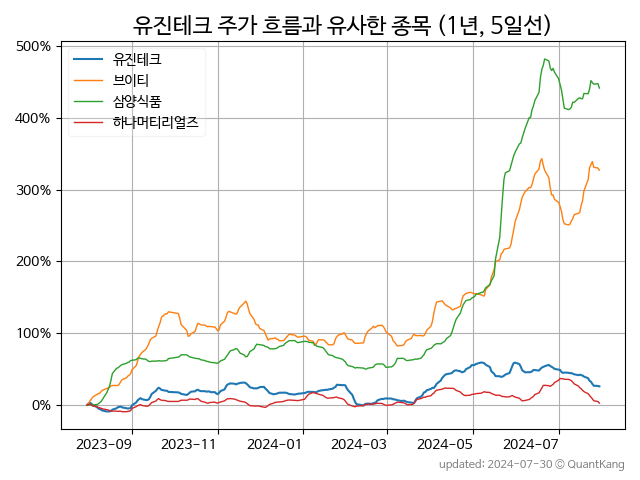 유진테크 주가 흐름과 유사한 종목 (1년, 5일선)
유진테크
브이티
삼양식품
하나머티리얼즈
500%
400%
300%
200%
100%
0%
2023-09 2023-11 2024-01 2024-03 2024-05 2024-07
updated: 2024-07-30 © QuantKang